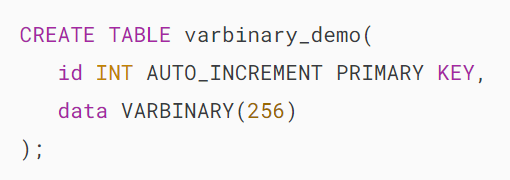 CREATE TABLE varbinary_demo(
   id INT AUTO_INCREMENT PRIMARY KEY,
   data VARBINARY(256)
);